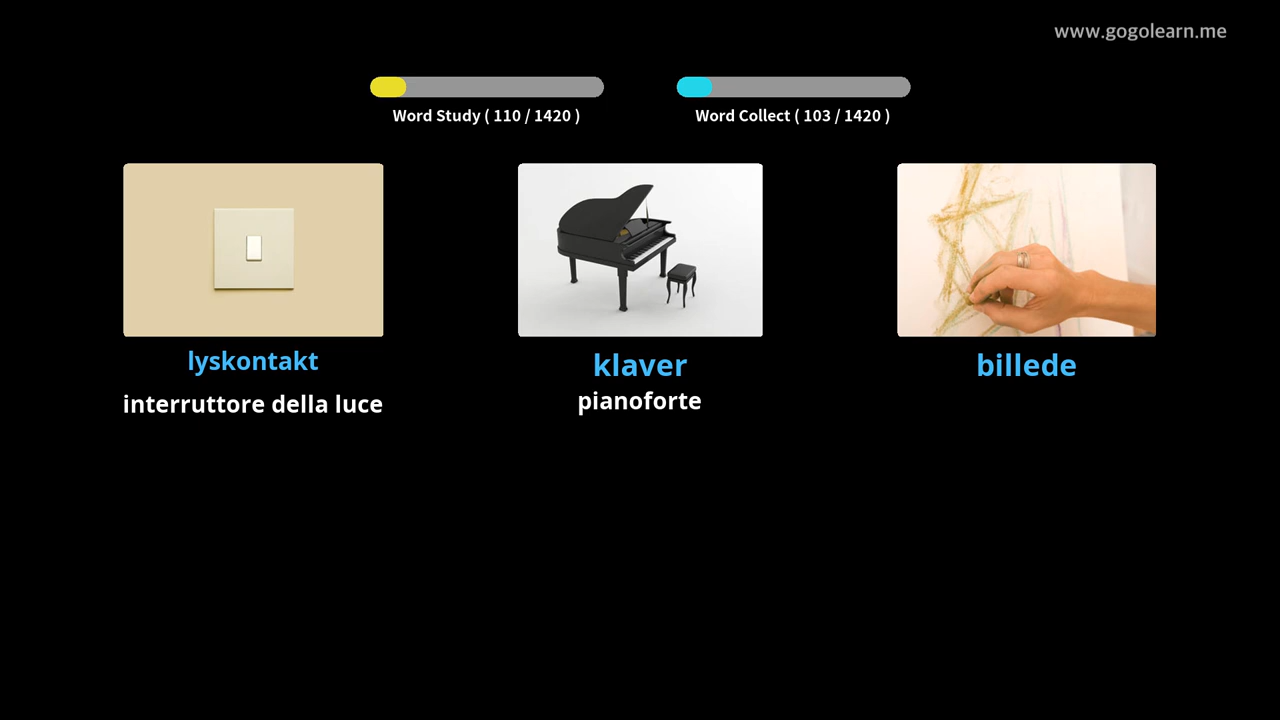 www.gogolearn.me
Word Study ( 110 / 1420 )
Word Collect ( 103 / 1420 )
lyskontakt
klaver
billede
interruttore della luce
pianoforte